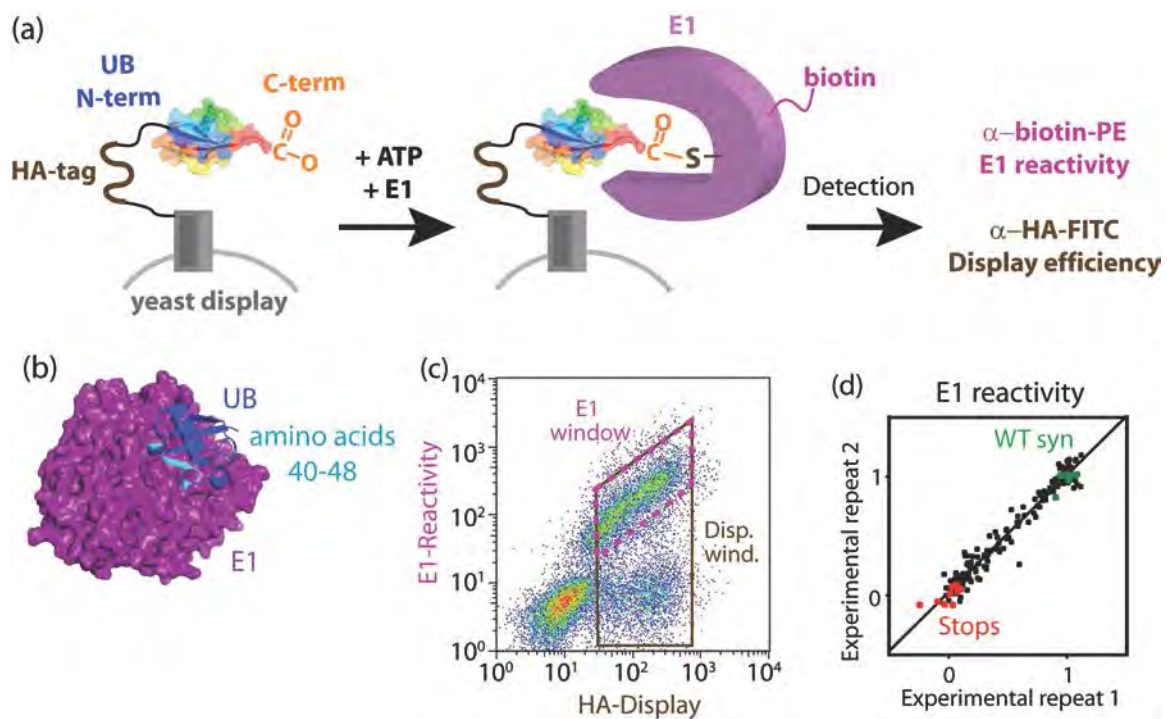 (a)
UB
N-term
C-term
O
C
O
HA-tag
yeast display
+ ATP
+ E1
E1
biotin
O
C
S
Detection
α–biotin-PE
E1 reactivity
α–HA-FITC
Display efficiency
(b)
UB
amino acids
40-48
E1
(c)
E1-Reactivity
10⁴
10³
10²
10¹
10⁰
E1
window
Disp.
wind.
10⁰ 10¹ 10² 10³ 10⁴
HA-Display
(d)
E1 reactivity
Experimental repeat 2
1
0
WT syn
Stops
0 1
Experimental repeat 1